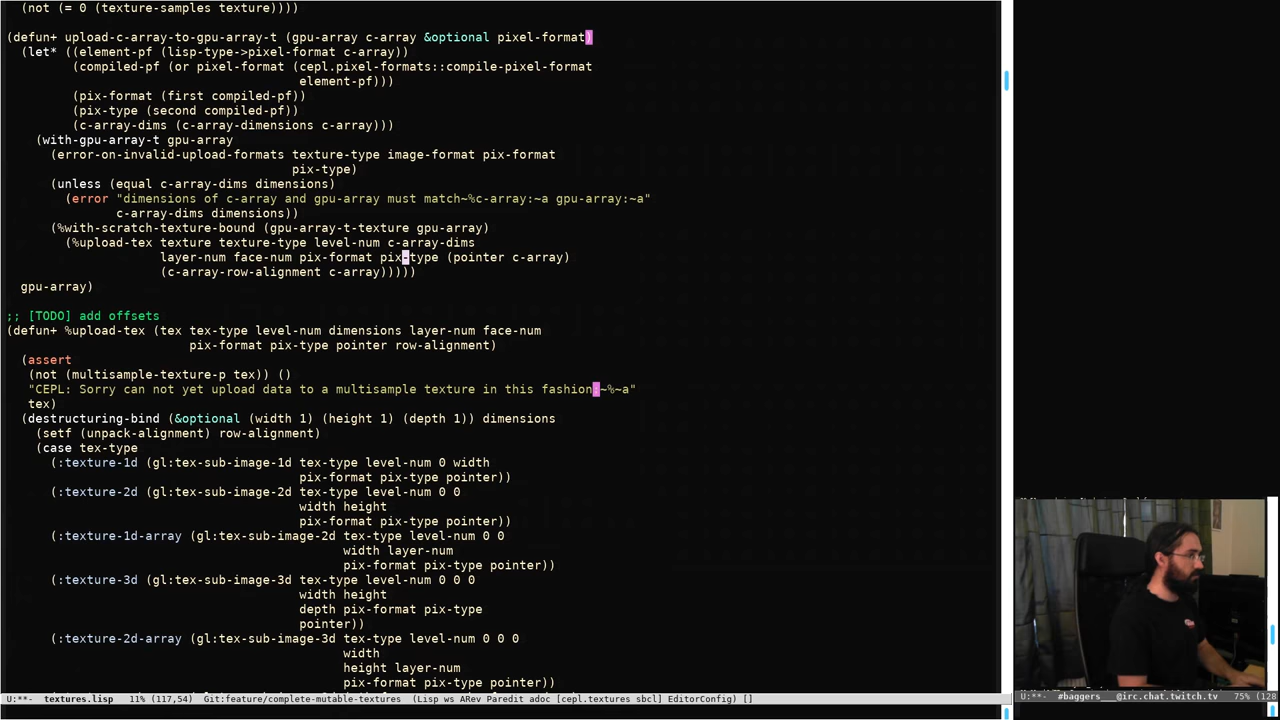 (not (= 0 (texture-samples texture))))
(defun+ upload-c-array-to-gpu-array-t (gpu-array c-array &optional pixel-format)
(let* ((element-pf (lisp-type->pixel-format c-array))
(compiled-pf (or pixel-format (cepl.pixel-formats::compile-pixel-format
element-pf)))
(pix-format (first compiled-pf))
(pix-type (second compiled-pf))
(c-array-dims (c-array-dimensions c-array)))
(with-gpu-array-t gpu-array
(error-on-invalid-upload-formats texture-type image-format pix-format
pix-type)
(unless (equal c-array-dims dimensions)
(error "dimensions of c-array and gpu-array must match~%c-array:~a gpu-array:~a"
c-array-dims dimensions))
(%with-scratch-texture-bound (gpu-array-t-texture gpu-array)
(%upload-tex texture texture-type level-num c-array-dims
layer-num face-num pix-format pix-type (pointer c-array)
(c-array-row-alignment c-array)))))
gpu-array)
;; [TODO] add offsets
(defun+ %upload-tex (tex tex-type level-num dimensions layer-num face-num
pix-format pix-type pointer row-alignment)
(assert
(not (multisample-texture-p tex)) ()
"CEPL: Sorry can not yet upload data to a multisample texture in this fashion:~%~a"
tex)
(destructuring-bind (&optional (width 1) (height 1) (depth 1)) dimensions
(setf (unpack-alignment) row-alignment)
(case tex-type
(:texture-1d (gl:tex-sub-image-1d tex-type level-num 0 width
pix-format pix-type pointer))
(:texture-2d (gl:tex-sub-image-2d tex-type level-num 0 0
width height
pix-format pix-type pointer))
(:texture-1d-array (gl:tex-sub-image-2d tex-type level-num 0 0
width layer-num
pix-format pix-type pointer))
(:texture-3d (gl:tex-sub-image-3d tex-type level-num 0 0 0
width height
depth pix-format pix-type
pointer))
(:texture-2d-array (gl:tex-sub-image-3d tex-type level-num 0 0 0
width
height layer-num
pix-format pix-type pointer))
U:**- textures.lisp 11% (117,54) Git:feature/complete-mutable-textures (Lisp ws ARev Paredit adoc [cepl.textures sbcl] EditorConfig) []
U:**- #baggers___@irc.chat.twitch.tv 75% (128